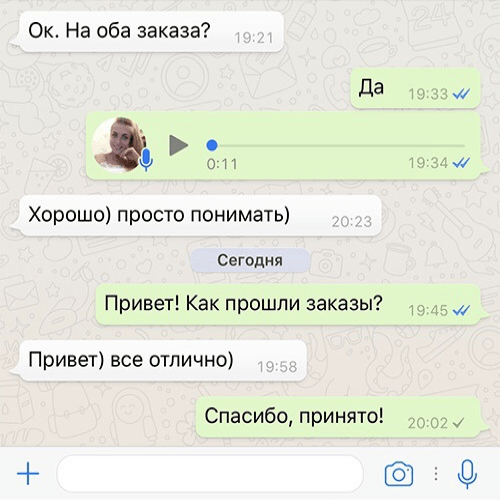 Ок. На оба заказа?
19:21
Да
19:33
0:11
19:34
Хорошо) просто понимать)
20:23
Сегодня
Привет! Как прошли заказы?
19:45
Привет) все отлично)
19:58
Спасибо, принято!
20:02